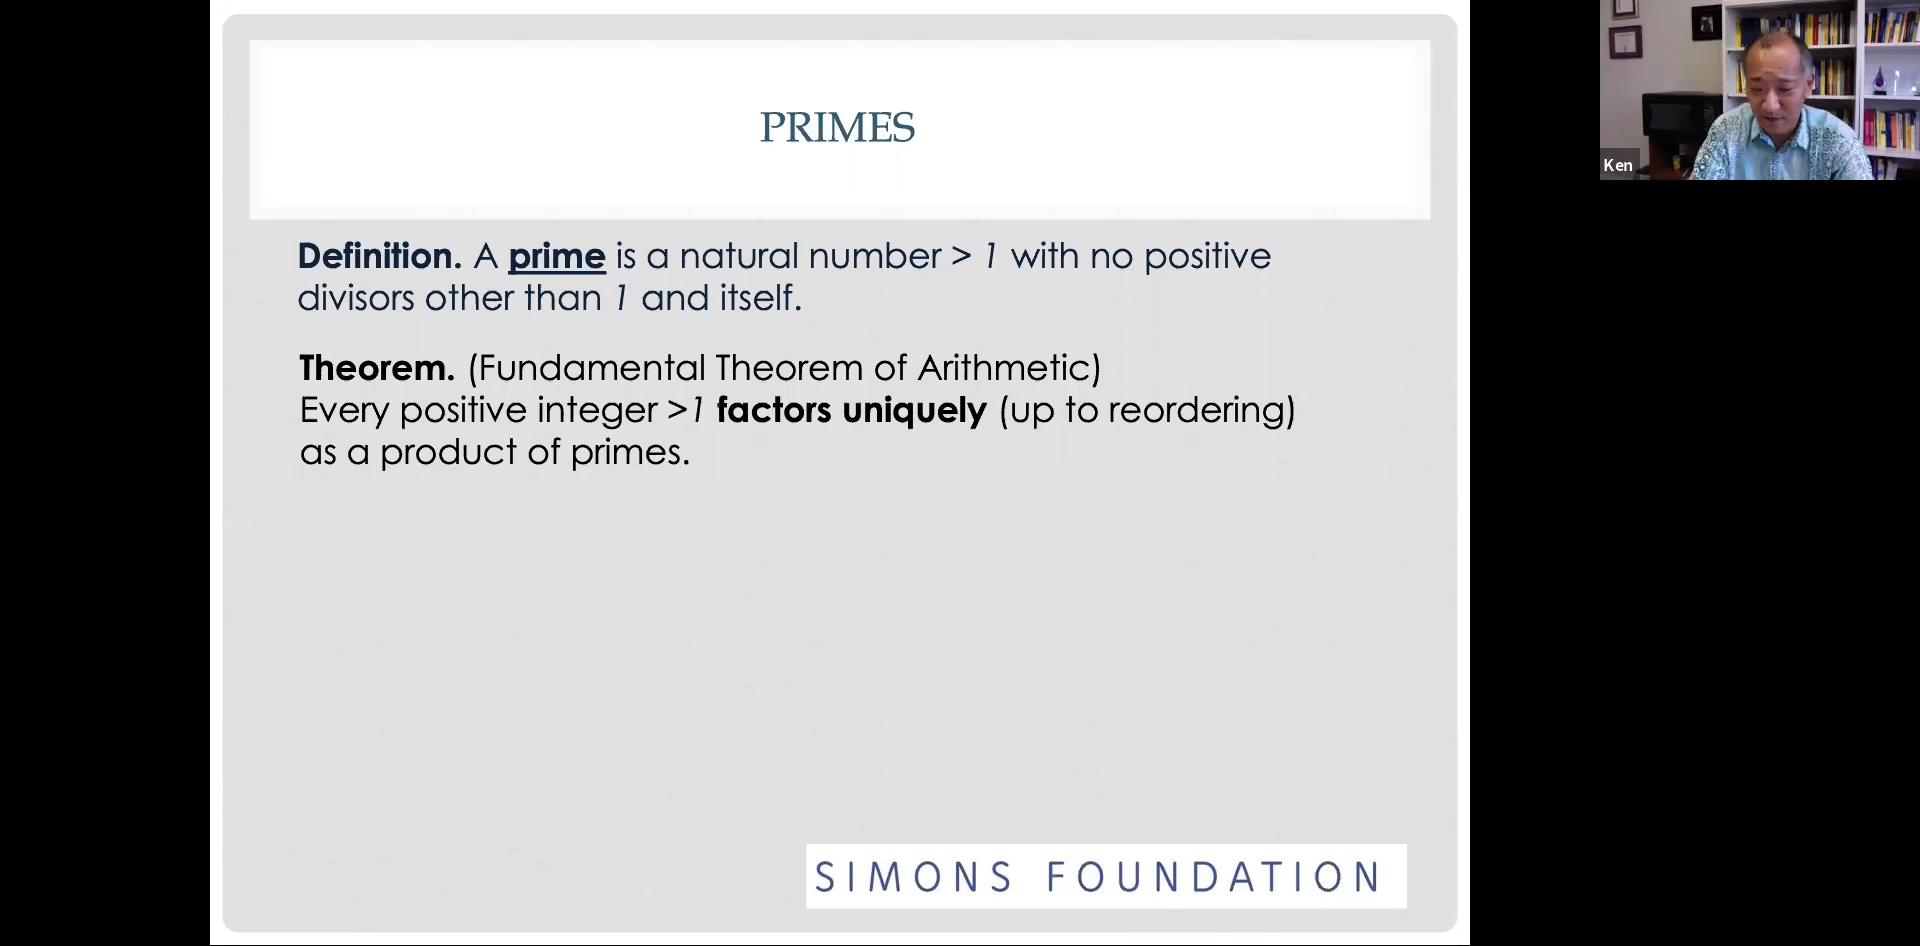 PRIMES
Definition. A prime is a natural number > 1 with no positive
divisors other than 1 and itself.
Theorem. (Fundamental Theorem of Arithmetic)
Every positive integer >1 factors uniquely (up to reordering)
as a product of primes.
SIMONS FOUNDATION
Ken